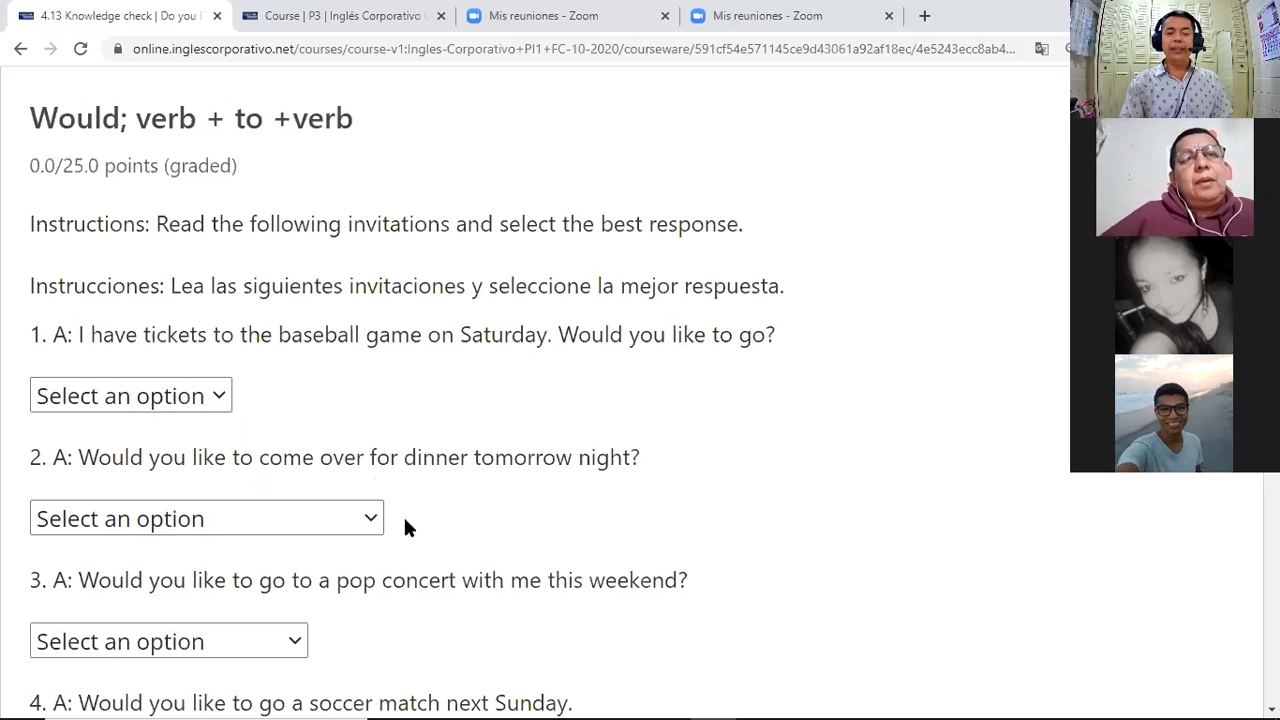 4.13 Knowledge check | Do you
Course | P3 | Inglés Corporativo
Mis reuniones - Zoom
Mis reuniones - Zoom
online.inglescorporativo.net/courses/course-v1:Ingles-Corporativo+PI1+FC-10-2020/courseware/591cf54e571145ce9d43061a92af18ec/4e5243ecc8ab4...
Would; verb + to +verb
0.0/25.0 points (graded)
Instructions: Read the following invitations and select the best response.
Instrucciones: Lea las siguientes invitaciones y seleccione la mejor respuesta.
1. A: I have tickets to the baseball game on Saturday. Would you like to go?
Select an option
2. A: Would you like to come over for dinner tomorrow night?
Select an option
3. A: Would you like to go to a pop concert with me this weekend?
Select an option
4. A: Would you like to go a soccer match next Sunday.